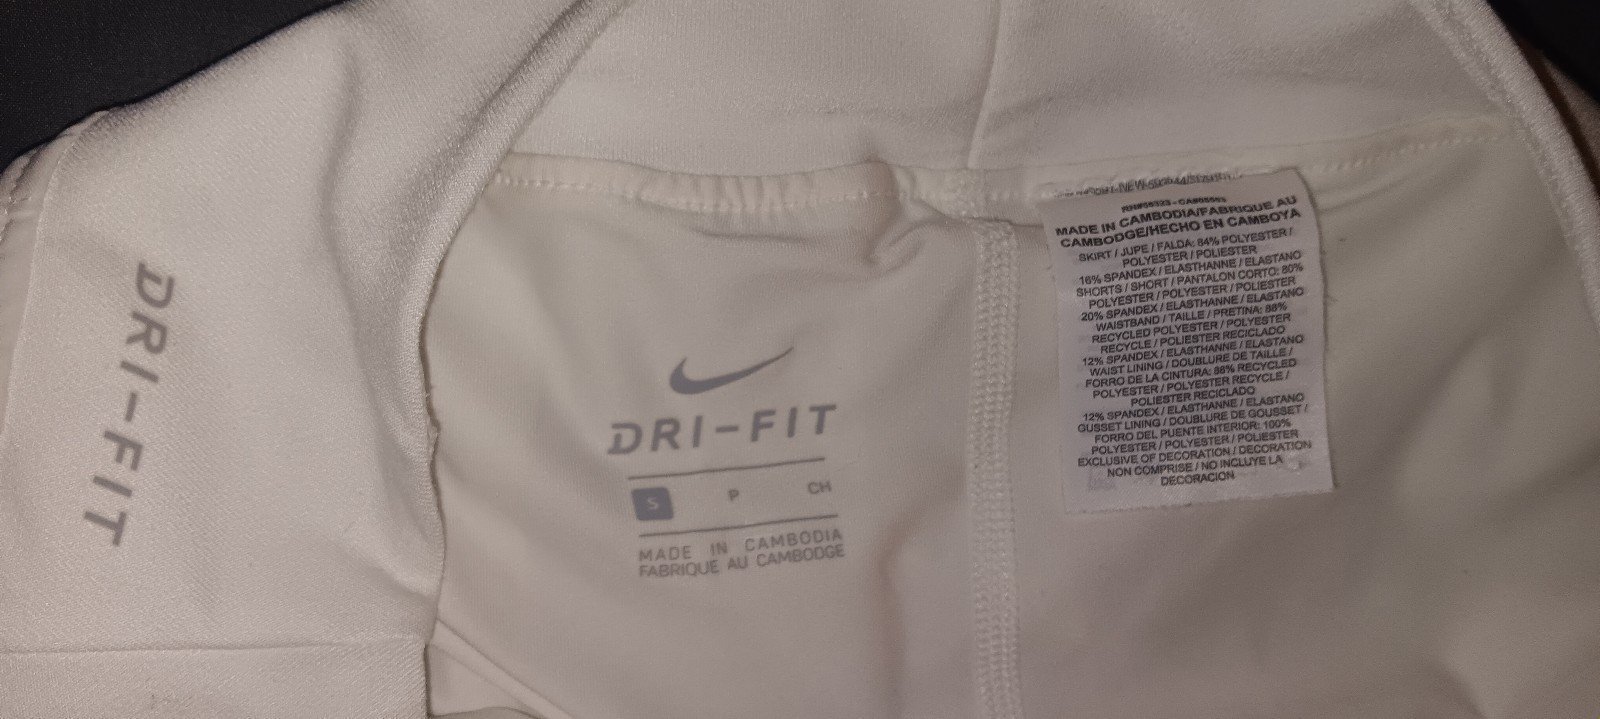 DRI-FIT
DRI-FIT
S P CH
MADE IN CAMBODIA
FABRIQUE AU CAMBODGE
MADE IN CAMBODIA/FABRIQUE AU
CAMBODGE/HECHO EN CAMBOYA
SKIRT / JUPE / FALDA: 84% POLYESTER /
POLYESTER / POLIESTER
16% SPANDEX / ELASTHANNE / ELASTANO
SHORTS / SHORT / PANTALON CORTO: 80%
POLYESTER / POLYESTER / POLIESTER
20% SPANDEX / ELASTHANNE / ELASTANO
WAISTBAND / TAILLE / PRETINA: 88%
RECYCLED POLYESTER / POLYESTER
RECYCLE / POLIESTER RECICLADO
12% SPANDEX / ELASTHANNE / ELASTANO
WAIST LINING / DOUBLURE DE TAILLE /
FORRO DE LA CINTURA: 88% RECYCLED
POLYESTER / POLYESTER RECYCLE /
POLIESTER RECICLADO
12% SPANDEX / ELASTHANNE / ELASTANO
GUSSET LINING / DOUBLURE DE GOUSSET /
FORRO DEL PUENTE INTERIOR: 100%
POLYESTER / POLYESTER / POLIESTER
EXCLUSIVE OF DECORATION / DECORATION
NON COMPRISE / NO INCLUYE LA
DECORACION